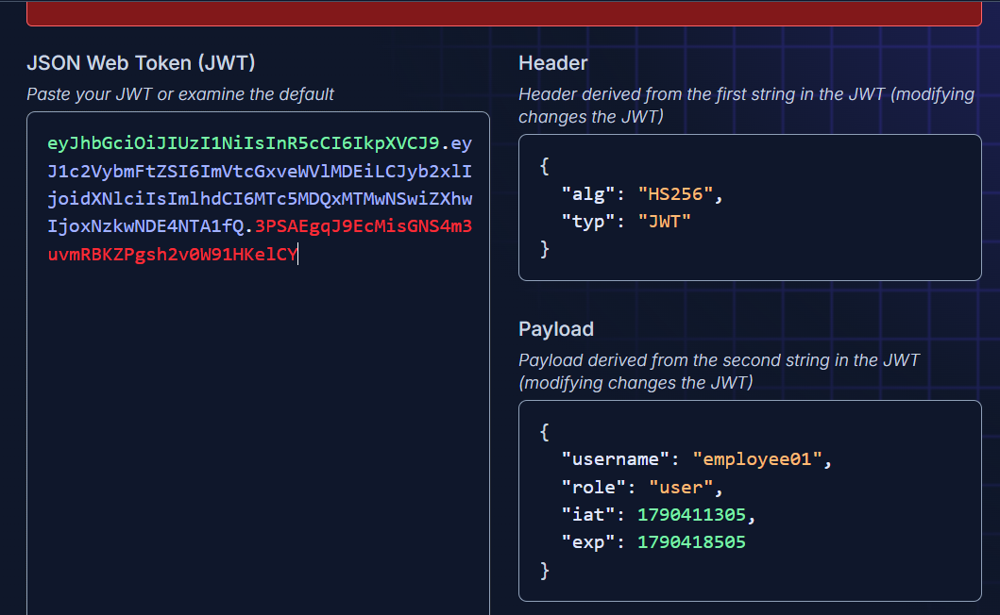 JSON Web Token (JWT)
Paste your JWT or examine the default
eyJhbGciOiJIUzI1NiIsInR5cCI6IkpXVCJ9.ey
J1c2VybmFtZSI6ImVtcGxveWVlMDEiLCJyb2xlI
joidXNlciIsImlhdCI6MTc5MDQxMTMwNSwiZXhw
IjoxNzkwNDE4NTA1fQ.3PSAEgqJ9EcMisGNS4m3
uvmRBKZPgsh2v0W91HKelCY
Header
Header derived from the first string in the JWT (modifying
changes the JWT)
{
"alg": "HS256",
"typ": "JWT"
}
Payload
Payload derived from the second string in the JWT
(modifying changes the JWT)
{
"username": "employee01",
"role": "user",
"iat": 1790411305,
"exp": 1790418505
}